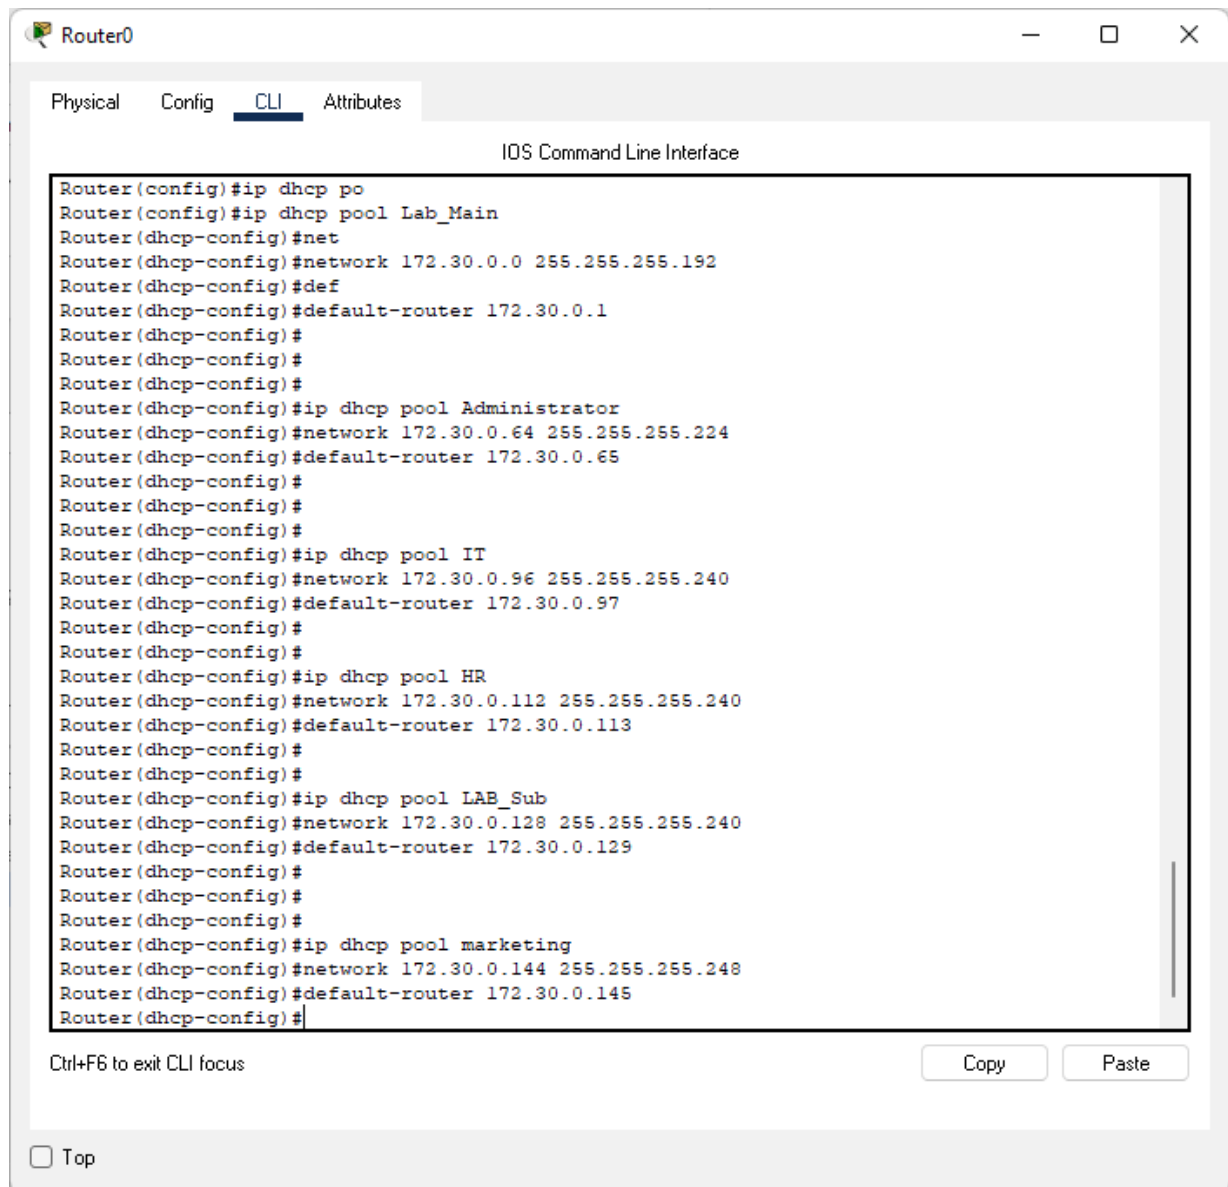 Router0
Physical Config CLI Attributes
IOS Command Line Interface
Router(config)#ip dhcp po
Router(config)#ip dhcp pool Lab_Main
Router(dhcp-config)#net
Router(dhcp-config)#network 172.30.0.0 255.255.255.192
Router(dhcp-config)#def
Router(dhcp-config)#default-router 172.30.0.1
Router(dhcp-config)#
Router(dhcp-config)#
Router(dhcp-config)#
Router(dhcp-config)#ip dhcp pool Administrator
Router(dhcp-config)#network 172.30.0.64 255.255.255.224
Router(dhcp-config)#default-router 172.30.0.65
Router(dhcp-config)#
Router(dhcp-config)#
Router(dhcp-config)#
Router(dhcp-config)#ip dhcp pool IT
Router(dhcp-config)#network 172.30.0.96 255.255.255.240
Router(dhcp-config)#default-router 172.30.0.97
Router(dhcp-config)#
Router(dhcp-config)#
Router(dhcp-config)#ip dhcp pool HR
Router(dhcp-config)#network 172.30.0.112 255.255.255.240
Router(dhcp-config)#default-router 172.30.0.113
Router(dhcp-config)#
Router(dhcp-config)#
Router(dhcp-config)#ip dhcp pool LAB_Sub
Router(dhcp-config)#network 172.30.0.128 255.255.255.240
Router(dhcp-config)#default-router 172.30.0.129
Router(dhcp-config)#
Router(dhcp-config)#
Router(dhcp-config)#
Router(dhcp-config)#ip dhcp pool marketing
Router(dhcp-config)#network 172.30.0.144 255.255.255.248
Router(dhcp-config)#default-router 172.30.0.145
Router(dhcp-config)#
Ctrl+F6 to exit CLI focus
Copy Paste
Top